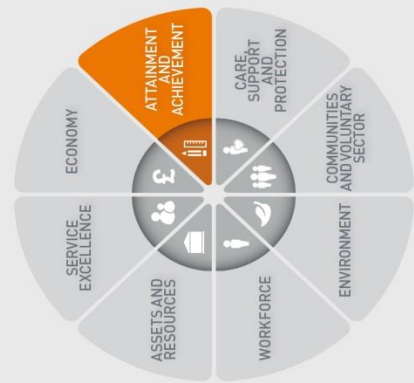 ATTAINMENT
AND
ACHIEVEMENT
CARE,
SUPPORT
AND
PROTECTION
COMMUNITIES
AND VOLUNTARY
SECTOR
ENVIRONMENT
WORKFORCE
ASSETS AND
RESOURCES
SERVICE
EXCELLENCE
ECONOMY
£